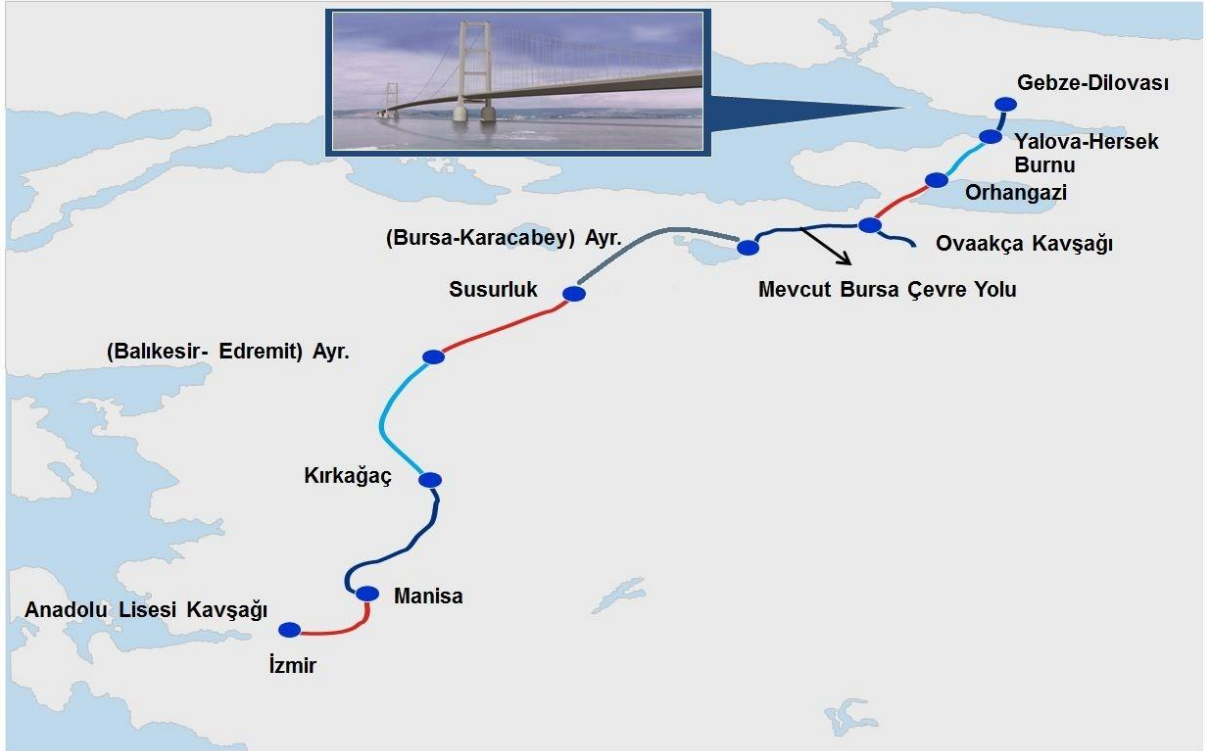 Gebze-Dilovası
Yalova-Hersek
Burnu
Orhangazi
(Bursa-Karacabey) Ayr.
Ovaakça Kavşağı
Susurluk
Mevcut Bursa Çevre Yolu
(Balıkesir- Edremit) Ayr.
Kırkağaç
Manisa
Anadolu Lisesi Kavşağı
İzmir